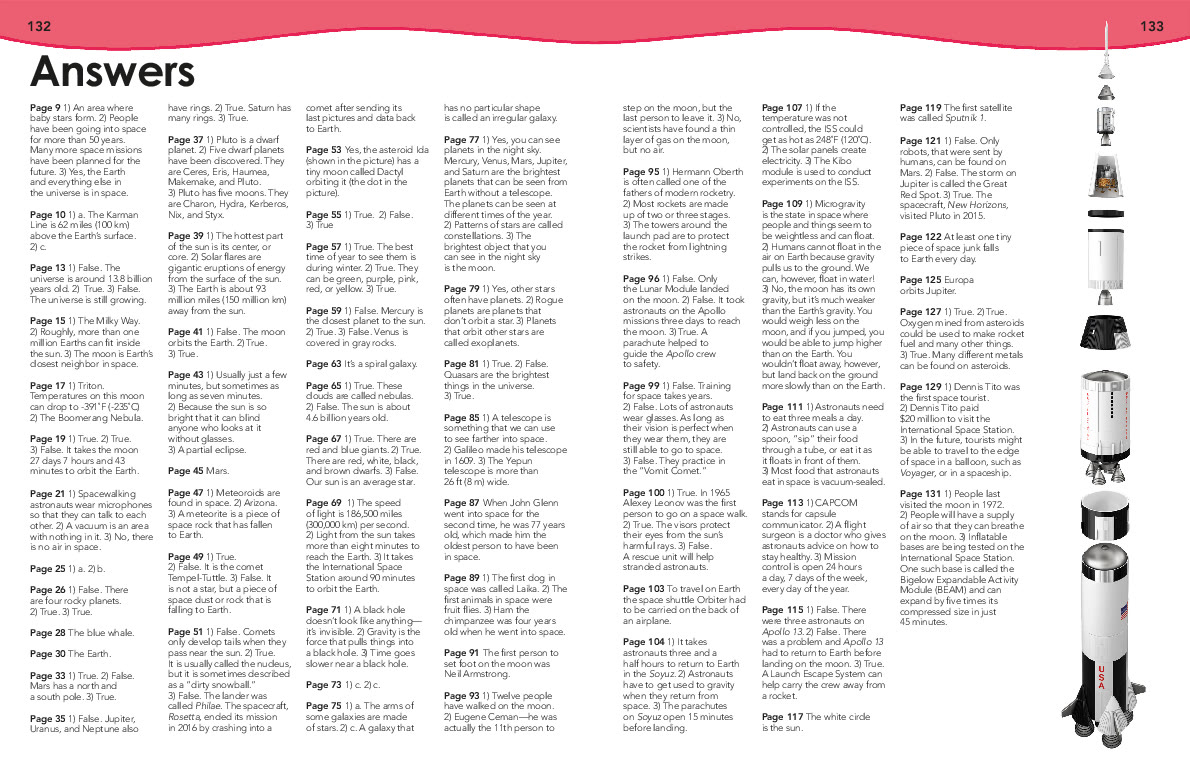 132
133
Answers
Page 9 1) An area where
baby stars form. 2) People
have been going into space
for more than 50 years.
Many more space missions
have been planned for the
future. 3) Yes, the Earth
and everything else in
the universe is in space.
Page 10 1) a. The Karman
Line is 62 miles (100 km)
above the Earth's surface.
2) c.
Page 13 1) False. The
universe is around 13.8 billion
years old. 2) True. 3) False.
The universe is still growing.
Page 15 1) The Milky Way.
2) Roughly, more than one
million Earths can fit inside
the sun. 3) The moon is Earth's
closest neighbor in space.
Page 17 1) Triton.
Temperatures on this moon
can drop to -391˚F (-235˚C)
2) The Boomerang Nebula.
Page 19 1) True. 2) True.
3) False. It takes the moon
27 days 7 hours and 43
minutes to orbit the Earth.
Page 21 1) Spacewalking
astronauts wear microphones
so that they can talk to each
other. 2) A vacuum is an area
with nothing in it. 3) No, there
is no air in space.
Page 25 1) a. 2) b.
Page 26 1) False. There
are four rocky planets.
2) True. 3) True.
Page 28 The blue whale.
Page 30 The Earth.
Page 33 1) True. 2) False.
Mars has a north and
a south pole. 3) True.
Page 35 1) False. Jupiter,
Uranus, and Neptune also
have rings. 2) True. Saturn has
many rings. 3) True.
Page 37 1) Pluto is a dwarf
planet. 2) Five dwarf planets
have been discovered. They
are Ceres, Eris, Haumea,
Makemake, and Pluto.
3) Pluto has five moons. They
are Charon, Hydra, Kerberos,
Nix, and Styx.
Page 39 1) The hottest part
of the sun is its center, or
core. 2) Solar flares are
gigantic eruptions of energy
from the surface of the sun.
3) The Earth is about 93
million miles (150 million km)
away from the sun.
Page 41 1) False. The moon
orbits the Earth. 2) True.
3) True.
Page 43 1) Usually just a few
minutes, but sometimes as
long as seven minutes.
2) Because the sun is so
bright that it can blind
anyone who looks at it
without glasses.
3) A partial eclipse.
Page 45 Mars.
Page 47 1) Meteoroids are
found in space. 2) Arizona.
3) A meteorite is a piece of
space rock that has fallen
to Earth.
Page 49 1) True.
2) False. It is the comet
Tempel-Tuttle. 3) False. It
is not a star, but a piece of
space dust or rock that is
falling to Earth.
Page 51 1) False. Comets
only develop tails when they
pass near the sun. 2) True.
It is usually called the nucleus,
but it is sometimes described
as a "dirty snowball."
3) False. The lander was
called Philae. The spacecraft,
Rosetta, ended its mission
in 2016 by crashing into a
comet after sending its
last pictures and data back
to Earth.
Page 53 Yes, the asteroid Ida
(shown in the picture) has a
tiny moon called Dactyl
orbiting it (the dot in the
picture).
Page 55 1) True. 2) False.
3) True
Page 57 1) True. The best
time of year to see them is
during winter. 2) True. They
can be green, purple, pink,
red, or yellow. 3) True.
Page 59 1) False. Mercury is
the closest planet to the sun.
2) True. 3) False. Venus is
covered in gray rocks.
Page 63 It's a spiral galaxy.
Page 65 1) True. These
clouds are called nebulas.
2) False. The sun is about
4.6 billion years old.
Page 67 1) True. There are
red and blue giants. 2) True.
There are red, white, black,
and brown dwarfs. 3) False.
Our sun is an average star.
Page 69 1) The speed
of flight is 186,500 miles
(300,000 km) per second.
2) Light from the sun takes
more than eight minutes to
reach the Earth. 3) It takes
the International Space
Station around 90 minutes
to orbit the Earth.
Page 71 1) A black hole
doesn't look like anything—
it's invisible. 2) Gravity is the
force that pulls things into
a black hole. 3) Time goes
slower near a black hole.
Page 73 1) c. 2) c.
Page 75 1) a. The arms of
some galaxies are made
of stars. 2) c. A galaxy that
has no particular shape
is called an irregular galaxy.
Page 77 1) Yes, you can see
planets in the night sky.
Mercury, Venus, Mars, Jupiter,
and Saturn are the brightest
planets that can be seen from
Earth without a telescope.
The planets can be seen at
different times of the year.
2) Patterns of stars are called
constellations. 3) The
brightest object that you
can see in the night sky
is the moon.
Page 79 1) Yes, other stars
often have planets. 2) Rogue
planets are planets that
don't orbit a star. 3) Planets
that orbit other stars are
called exoplanets.
Page 81 1) True. 2) False.
Quasars are the brightest
things in the universe.
3) True.
Page 85 1) A telescope is
something that we can use
to see farther into space.
2) Galileo made his telescope
in 1609. 3) The Yepun
telescope is more than
26 ft (8 m) wide.
Page 87 When John Glenn
went into space for the
second time, he was 77 years
old, which made him the
oldest person to have been
in space.
Page 89 1) The first dog in
space was called Laika. 2) The
first animals in space were
fruit flies. 3) Ham the
chimpanzee was four years
old when he went into space.
Page 91 The first person to
set foot on the moon was
Neil Armstrong.
Page 93 1) Twelve people
have walked on the moon.
2) Eugene Cernan—he was
actually the 11th person to
step on the moon, but the
last person to leave it. 3) No,
scientists have found a thin
layer of gas on the moon,
but no air.
Page 95 1) Hermann Oberth
is often called one of the
fathers of modern rocketry.
2) Most rockets are made
up of two or three stages.
3) The towers around the
launch pad are to protect
the rocket from lightning
strikes.
Page 96 1) False. Only
the Lunar Module landed
on the moon. 2) False. It took
astronauts on the Apollo
missions three days to reach
the moon. 3) True. A
parachute helped to
guide the Apollo crew
to safety.
Page 99 1) False. Training
for space takes years.
2) False. Lots of astronauts
wear glasses. As long as
their vision is perfect when
they wear them, they are
still able to go to space.
3) False. They practice in
the "Vomit Comet."
Page 100 1) True. In 1965
Alexey Leonov was the first
person to go on a space walk.
2) True. The visors protect
their eyes from the sun's
harmful rays. 3) False.
A rescue unit will help
stranded astronauts.
Page 103 To travel on Earth
the space shuttle Orbiter had
to be carried on the back of
an airplane.
Page 104 1) It takes
astronauts three and a
half hours to return to Earth
in the Soyuz. 2) Astronauts
have to get used to gravity
when they return from
space. 3) The parachutes
on Soyuz open 15 minutes
before landing.
Page 107 1) If the
temperature was not
controlled, the ISS could
get as hot as 248˚F (120˚C).
2) The solar panels create
electricity. 3) The Kibo
module is used to conduct
experiments on the ISS.
Page 109 1) Microgravity
is the state in space where
people and things seem to
be weightless and can float.
2) Humans cannot float in the
air on Earth because gravity
pulls us to the ground. We
can, however, float in water!
3) No, the moon has its own
gravity, but it's much weaker
than the Earth's gravity. You
would weigh less on the
moon, and if you jumped, you
would be able to jump higher
than on the Earth. You
wouldn't float away, however,
but land back on the ground
more slowly than on the Earth.
Page 111 1) Astronauts need
to eat three meals a day.
2) Astronauts can use a
spoon, "sip" their food
through a tube, or eat it as
it floats in front of them.
3) Most food that astronauts
eat in space is vacuum-sealed.
Page 113 1) CAPCOM
stands for capsule
communicator. 2) A flight
surgeon is a doctor who gives
astronauts advice on how to
stay healthy. 3) Mission
control is open 24 hours
a day, 7 days of the week,
every day of the year.
Page 115 1) False. There
were three astronauts on
Apollo 13. 2) False. There
was a problem and Apollo 13
had to return to Earth before
landing on the moon. 3) True.
A Launch Escape System can
help carry the crew away from
a rocket.
Page 117 The white circle
is the sun.
Page 119 The first satellite
was called Sputnik 1.
Page 121 1) False. Only
robots, that were sent by
humans, can be found on
Mars. 2) False. The storm on
Jupiter is called the Great
Red Spot. 3) True. The
spacecraft, New Horizons,
visited Pluto in 2015.
Page 122 At least one tiny
piece of space junk falls
to Earth every day.
Page 125 Europa
orbits Jupiter.
Page 127 1) True. 2) True.
Oxygen mined from asteroids
could be used to make rocket
fuel and many other things.
3) True. Many different metals
can be found on asteroids.
Page 129 1) Dennis Tito was
the first space tourist.
2) Dennis Tito paid
$20 million to visit the
International Space Station.
3) In the future, tourists might
be able to travel to the edge
of space in a balloon, such as
Voyager, or in a spaceship.
Page 131 1) People last
visited the moon in 1972.
2) People will have a supply
of air so that they can breathe
on the moon. 3) Inflatable
bases are being tested on the
International Space Station.
One such base is called the
Bigelow Expandable Activity
Module (BEAM) and can
expand by five times its
compressed size in just
45 minutes.
USA